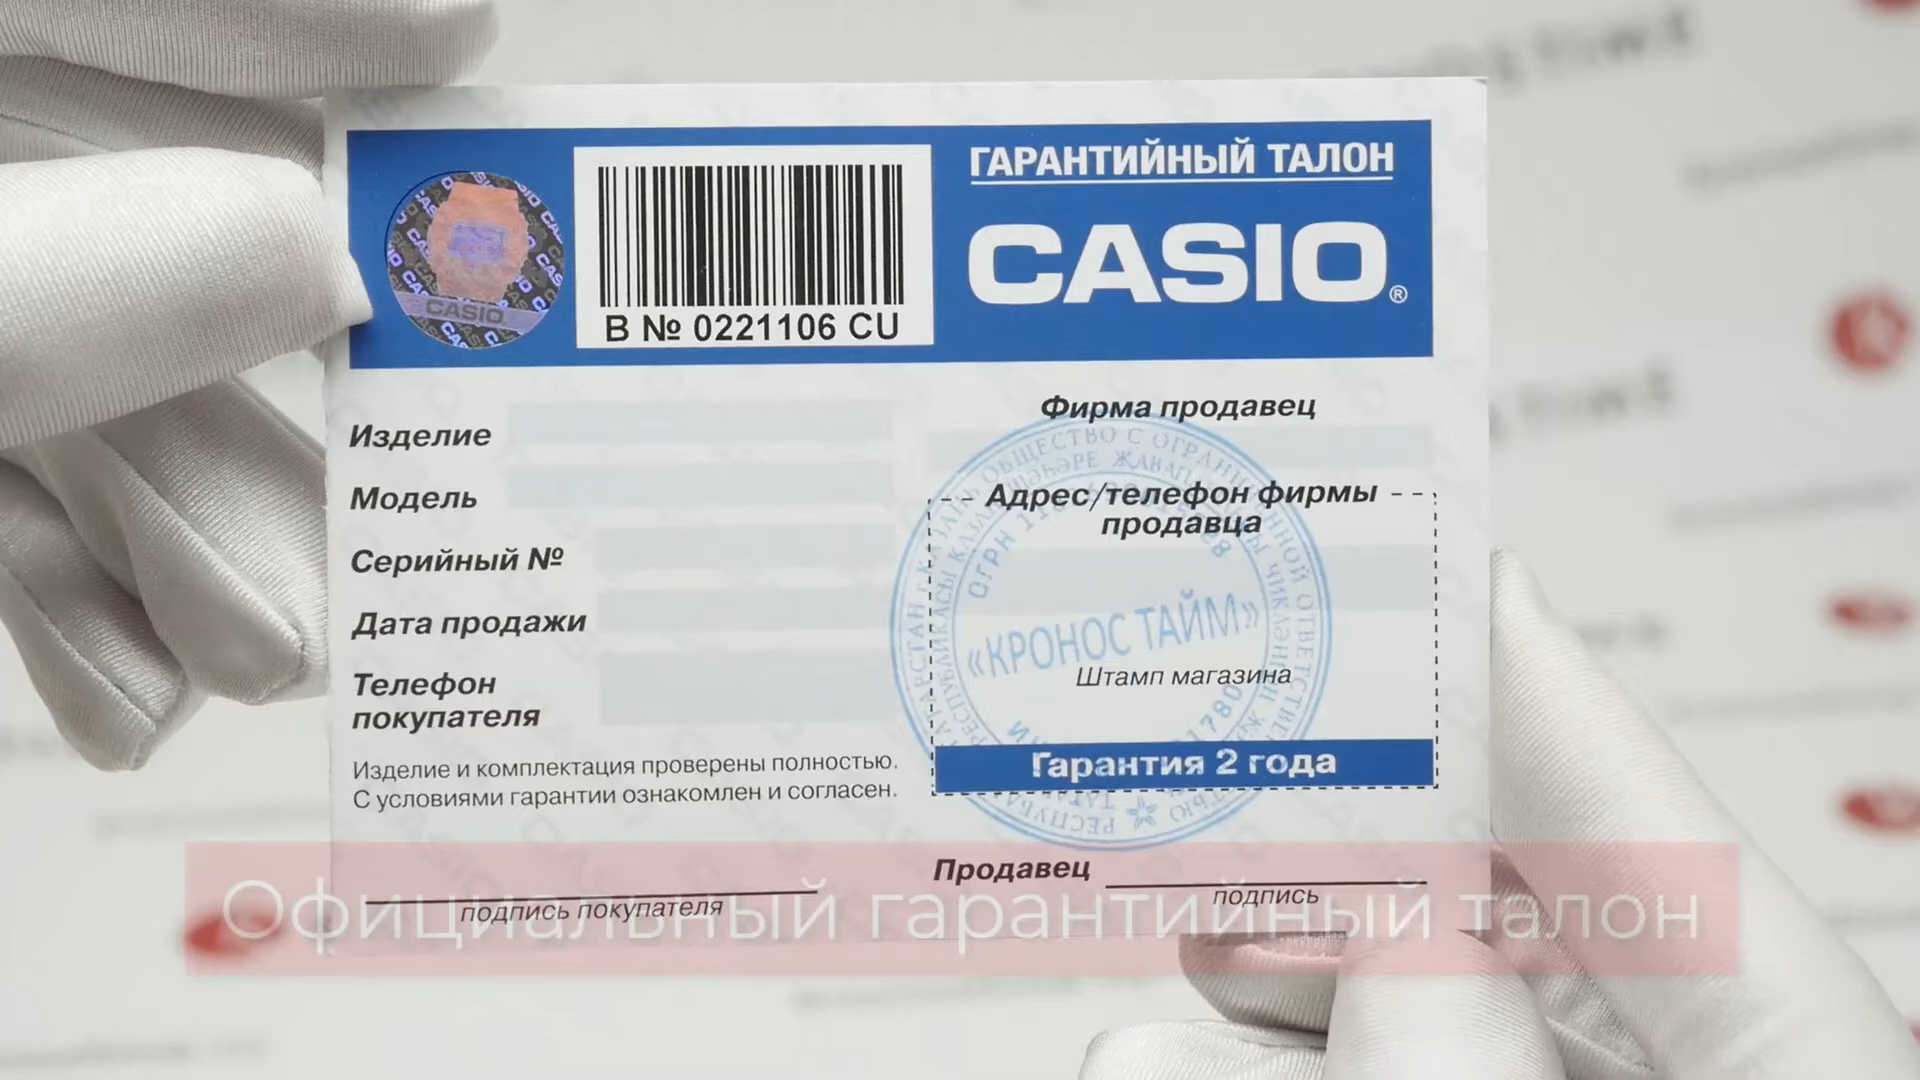 ГАРАНТИЙНЫЙ ТАЛОН
CASIO®
CASIO
B № 0221106 CU
Изделие
Модель
Серийный №
Дата продажи
Телефон
покупателя
Изделие и комплектация проверены полностью.
С условиями гарантии ознакомлен и согласен.
подпись покупателя
Фирма продавец
Адрес/телефон фирмы
продавца
«КРОНОС ТАЙМ»
Штамп магазина
Гарантия 2 года
Продавец
подпись
Официальный гарантийный талон